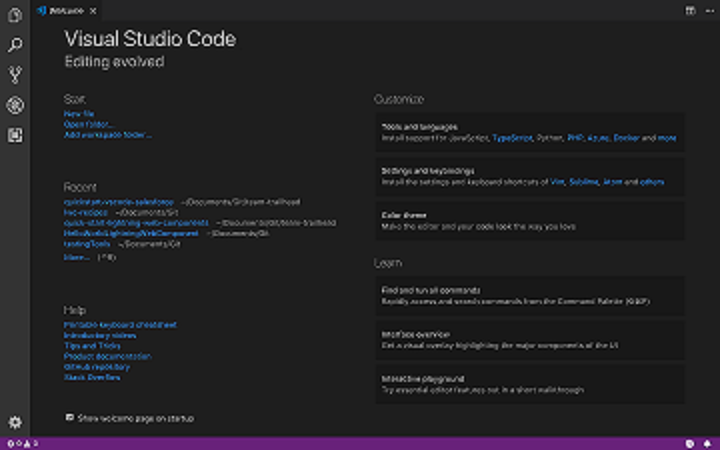 Welcome
Visual Studio Code
Editing evolved
Start
New file
Open folder...
Add workspace folder...
Recent
quickstart-vscode-salesforce ~/Documents/Git/team-trailhead
lwc-recipes ~/Documents/Git
quick-start-lightning-web-components ~/Documents/Git/team-trailhead
HelloWorldLightningWebComponent ~/Documents/Git
testingTools ~/Documents/Git
More... (^R)
Help
Printable keyboard cheatsheet
Introductory videos
Tips and Tricks
Product documentation
GitHub repository
Stack Overflow
Show welcome page on startup
Customize
Tools and languages
Install support for JavaScript, TypeScript, Python, PHP, Azure, Docker and more
Settings and keybindings
Install the settings and keyboard shortcuts of Vim, Sublime, Atom and others
Color theme
Make the editor and your code look the way you love
Learn
Find and run all commands
Rapidly access and search commands from the Command Palette (⇧⌘P)
Interface overview
Get a visual overlay highlighting the major components of the UI
Interactive playground
Try essential editor features out in a short walkthrough